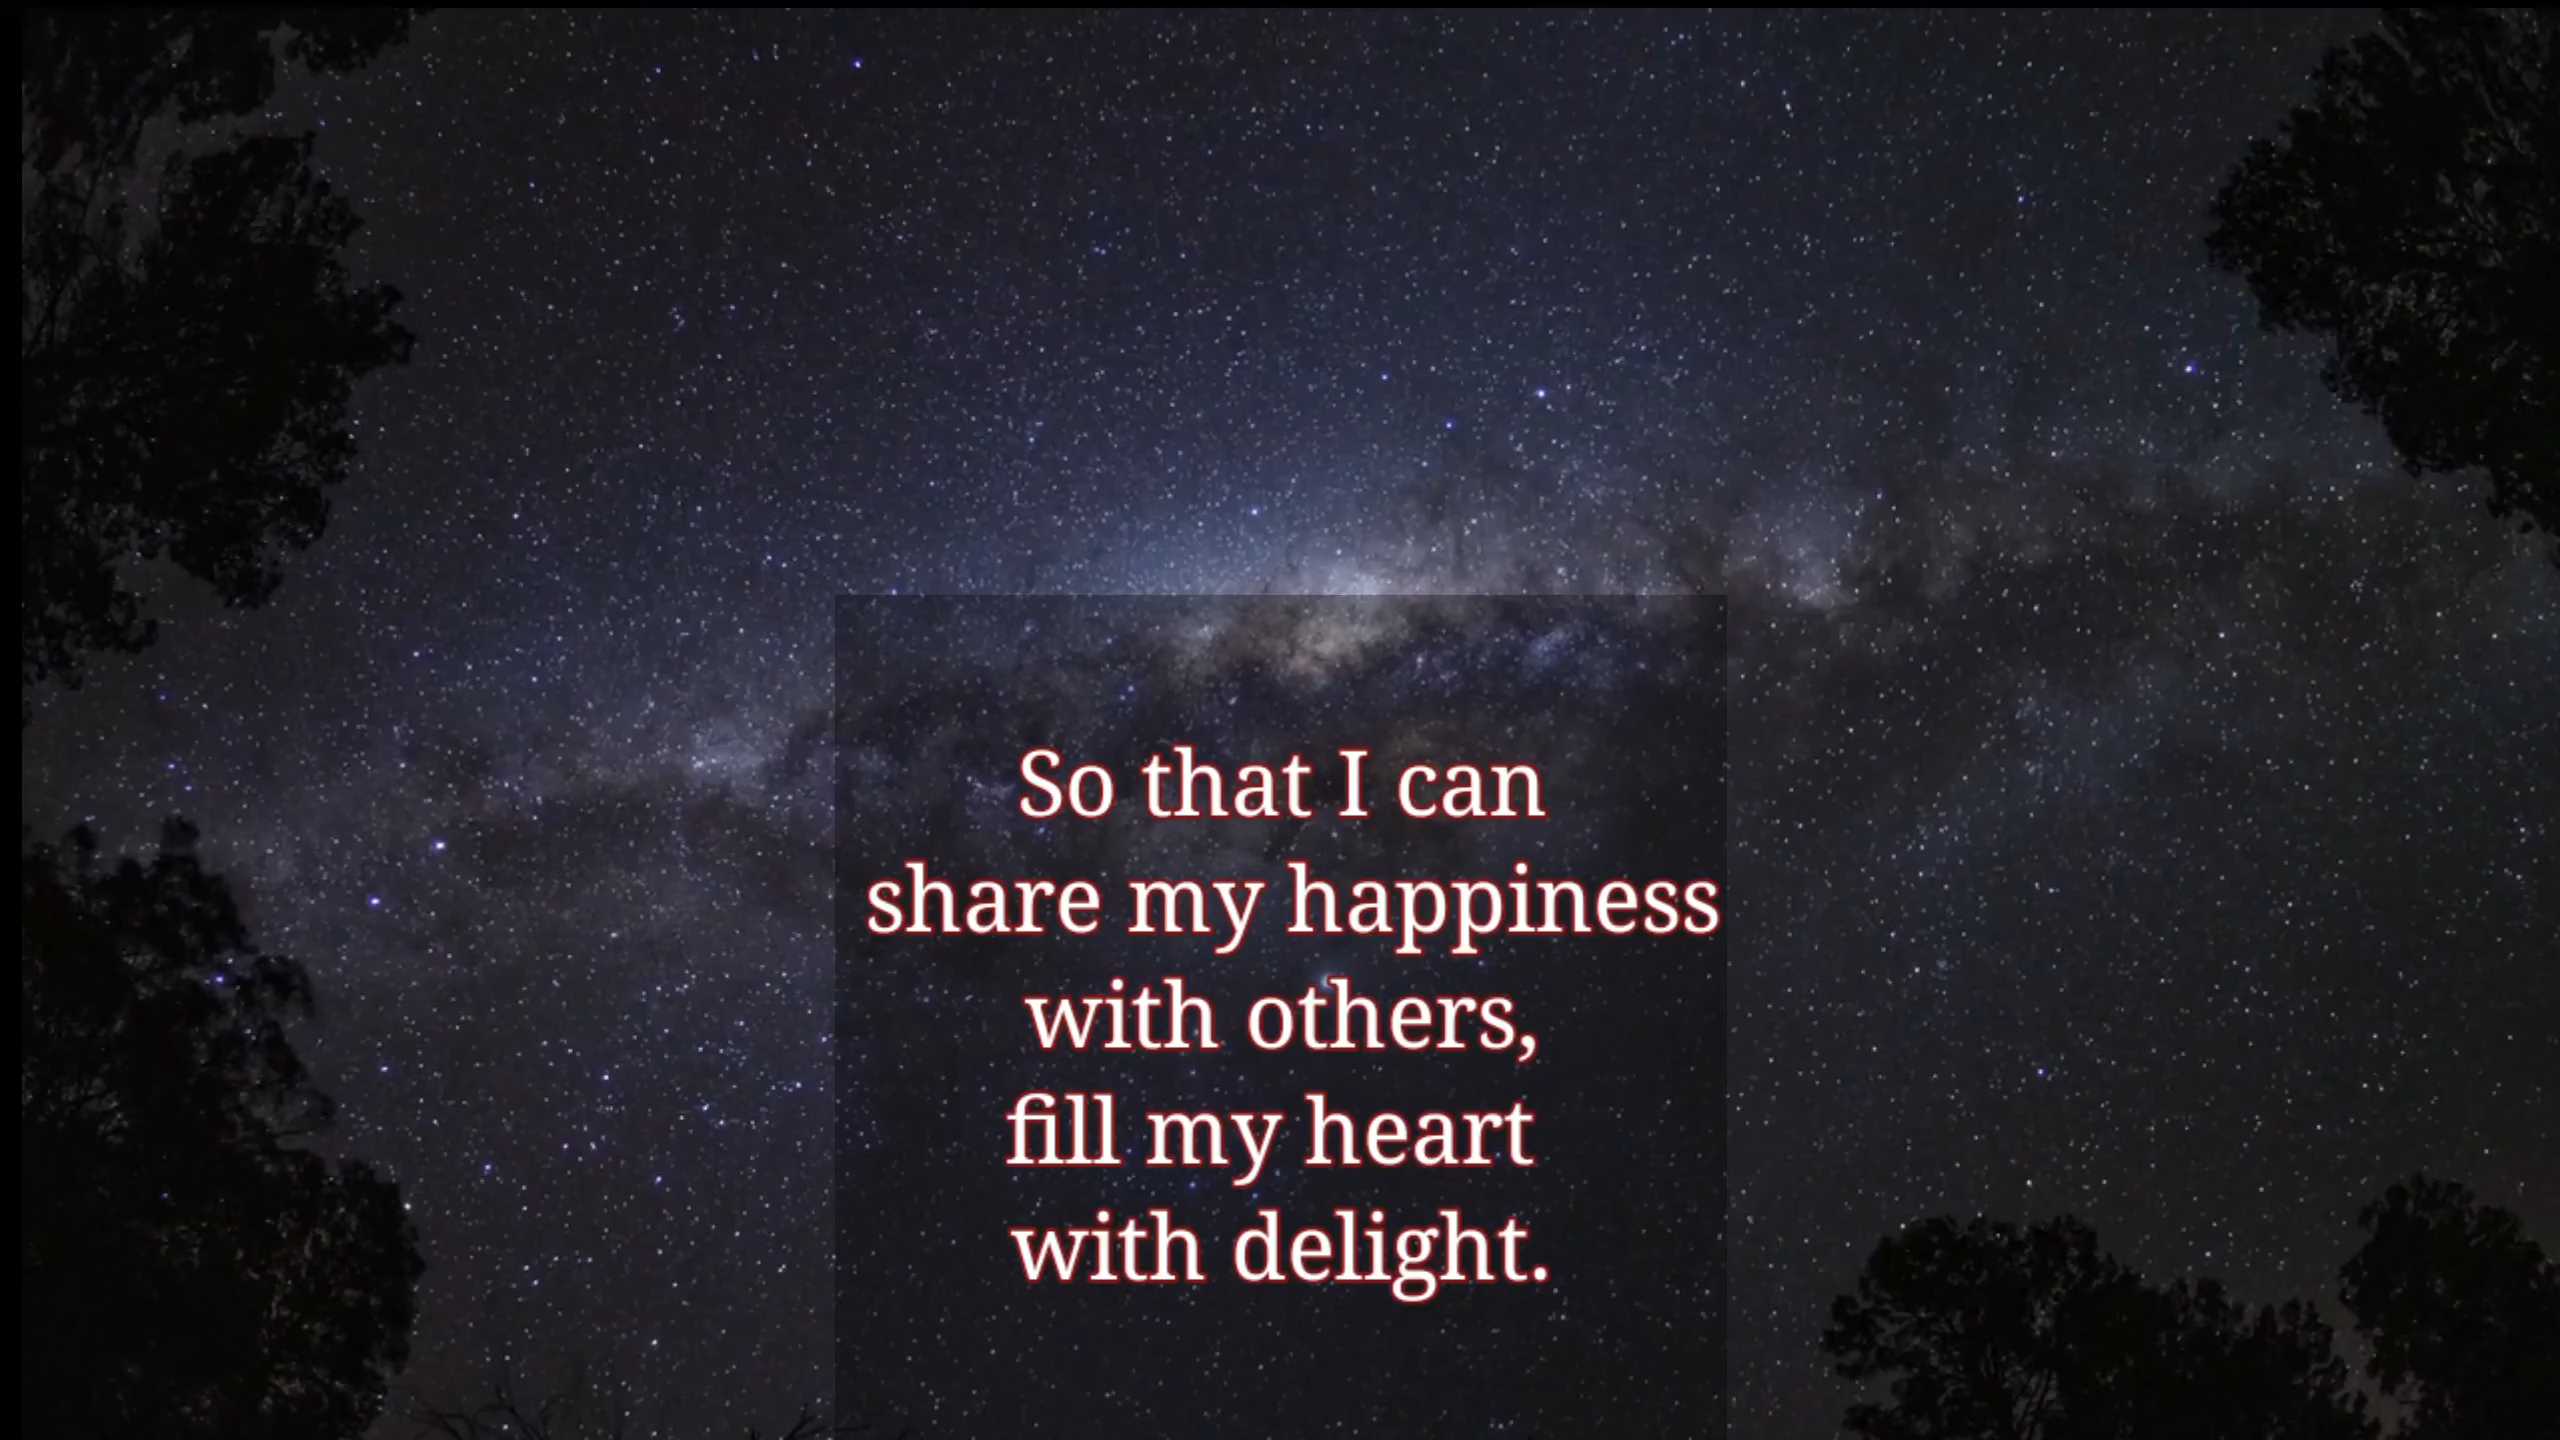 So that I can
share my happiness
with others,
fill my heart
with delight.